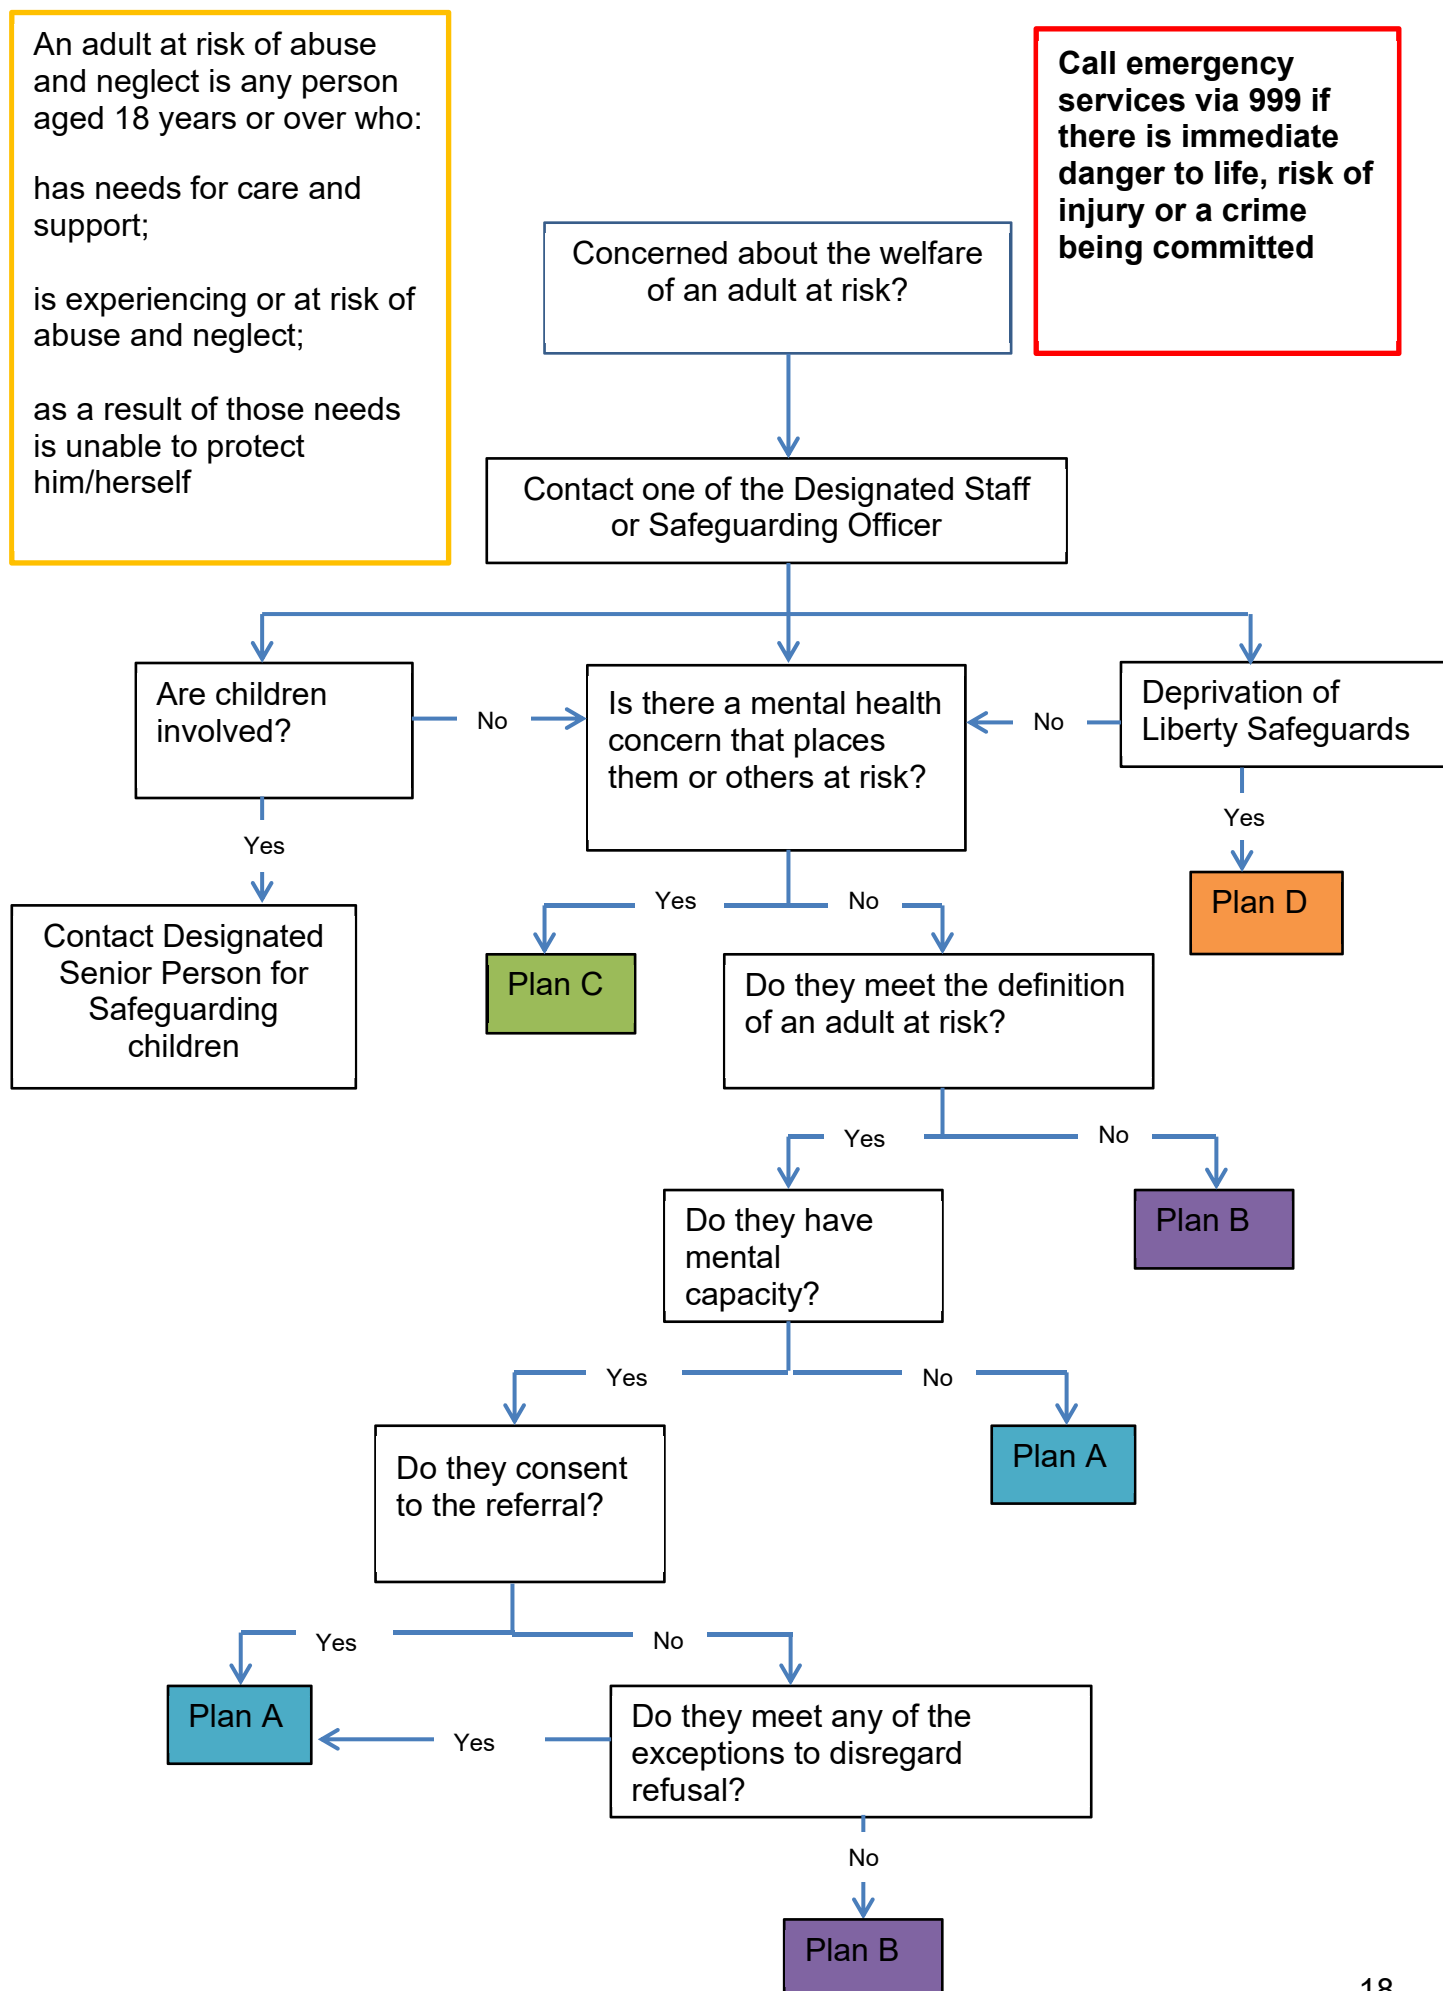 An adult at risk of abuse
and neglect is any person
aged 18 years or over who:
has needs for care and
support;
is experiencing or at risk of
abuse and neglect;
as a result of those needs
is unable to protect
him/herself
Call emergency
services via 999 if
there is immediate
danger to life, risk of
injury or a crime
being committed
Concerned about the welfare
of an adult at risk?
Contact one of the Designated Staff
or Safeguarding Officer
Are children
involved?
No
Is there a mental health
concern that places
them or others at risk?
No
Deprivation of
Liberty Safeguards
Yes
Yes
Contact Designated
Senior Person for
Safeguarding
children
Yes
No
Plan D
Plan C
Do they meet the definition
of an adult at risk?
Yes
No
Do they have
mental
capacity?
Plan B
Yes
No
Do they consent
to the referral?
Plan A
Yes
No
Plan A
Yes
Do they meet any of the
exceptions to disregard
refusal?
No
Plan B
18